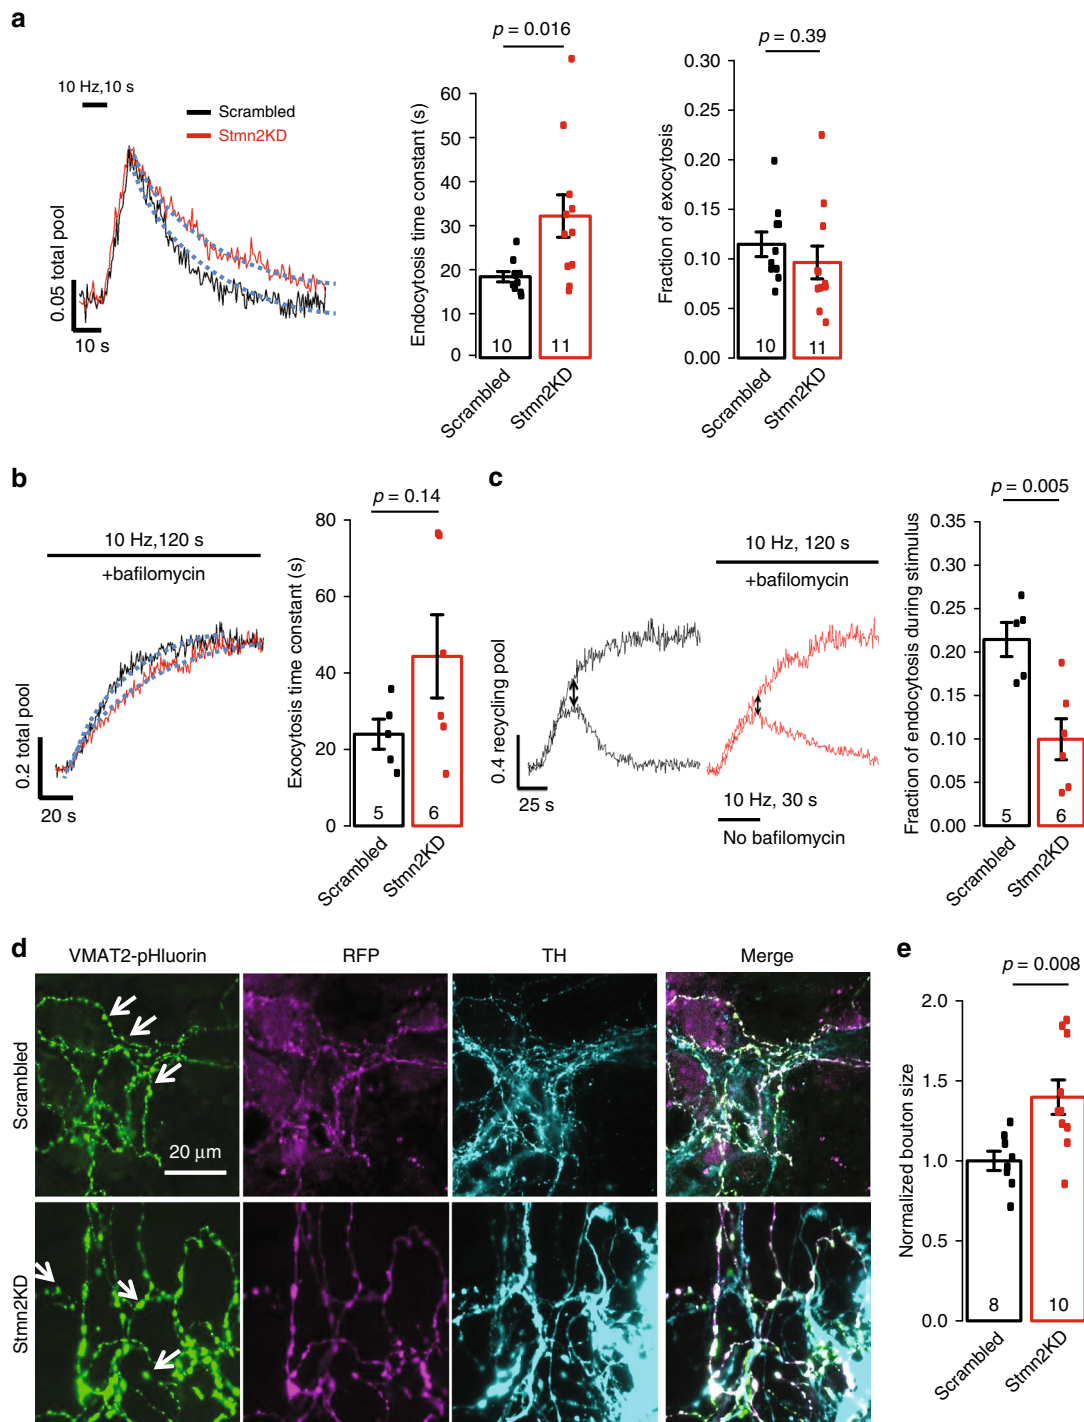 a
10 Hz,10 s
Scrambled
Stmn2KD
0.05 total pool
10 s
p = 0.016
Endocytosis time constant (s)
60
50
40
30
20
10
0
10
11
Scrambled
Stmn2KD
p = 0.39
Fraction of exocytosis
0.30
0.25
0.20
0.15
0.10
0.05
0.00
10
11
Scrambled
Stmn2KD
b
10 Hz,120 s
+bafilomycin
0.2 total pool
20 s
p = 0.14
Exocytosis time constant (s)
80
60
40
20
0
5
6
Scrambled
Stmn2KD
c
10 Hz, 120 s
+bafilomycin
0.4 recycling pool
25 s
10 Hz, 30 s
No bafilomycin
p = 0.005
Fraction of endocytosis during stimulus
0.35
0.30
0.25
0.20
0.15
0.10
0.05
0.00
5
6
Scrambled
Stmn2KD
d
VMAT2-pHluorin
RFP
TH
Merge
Scrambled
20 μm
Stmn2KD
e
p = 0.008
Normalized bouton size
2.0
1.5
1.0
0.5
0.0
8
10
Scrambled
Stmn2KD